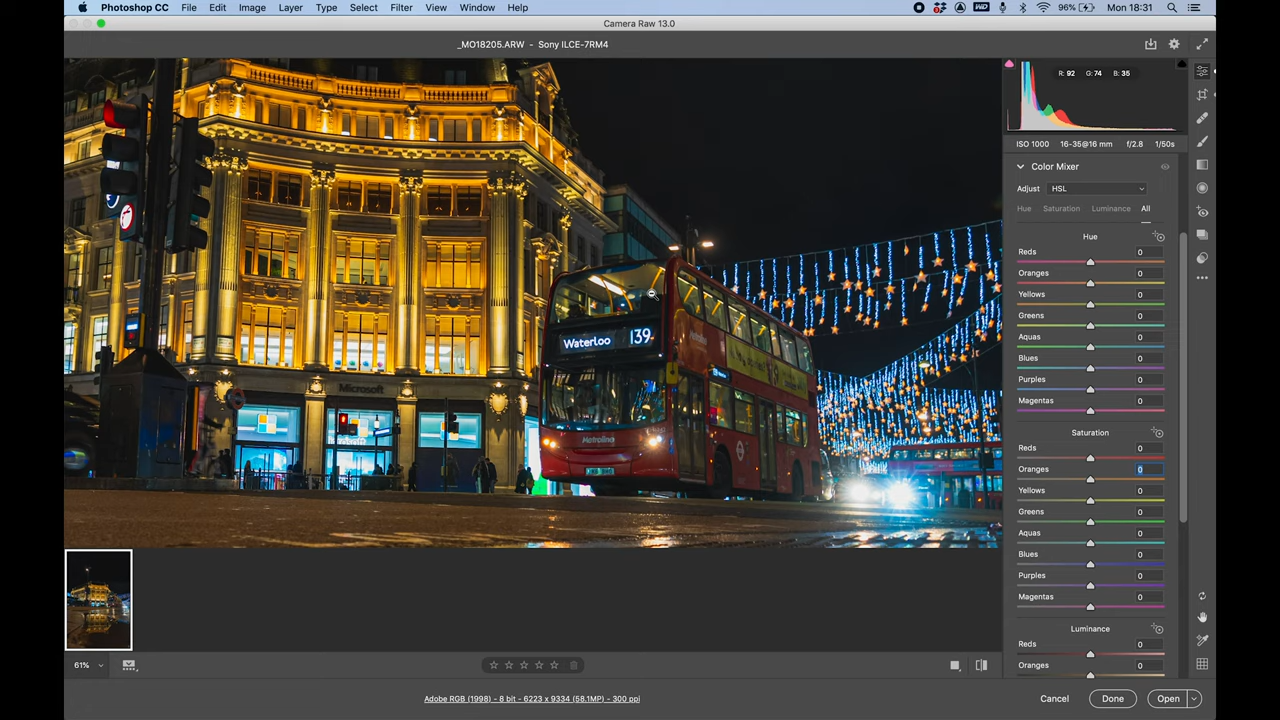 Photoshop CC File Edit Image Layer Type Select Filter View Window Help 96% Mon 18:31
Camera Raw 13.0
_MO18205.ARW - Sony ILCE-7RM4
R: 92 G: 74 B: 35
ISO 1000 16-35@16 mm f/2.8 1/50s
Color Mixer
Adjust HSL
Hue Saturation Luminance All
Hue
Reds 0
Oranges 0
Yellows 0
Greens 0
Aquas 0
Blues 0
Purples 0
Magentas 0
Saturation
Reds 0
Oranges 0
Yellows 0
Greens 0
Aquas 0
Blues 0
Purples 0
Magentas 0
Luminance
Reds 0
Oranges 0
Waterloo 139
Microsoft
Metroline
61%
Adobe RGB (1998) - 8 bit - 6223 x 9334 (58.1MP) - 300 ppi
Cancel Done Open